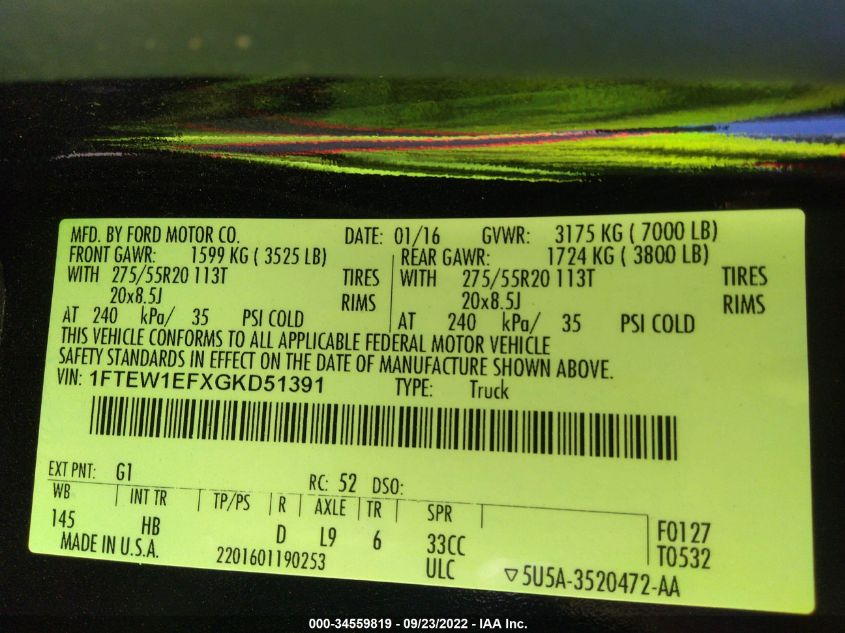 MFD. BY FORD MOTOR CO. DATE: 01/16 GVWR: 3175 KG ( 7000 LB)
FRONT GAWR: 1599 KG ( 3525 LB) REAR GAWR: 1724 KG ( 3800 LB)
WITH 275/55R20 113T TIRES WITH 275/55R20 113T TIRES
20x8.5J RIMS 20x8.5J RIMS
AT 240 kPa/ 35 PSI COLD AT 240 kPa/ 35 PSI COLD
THIS VEHICLE CONFORMS TO ALL APPLICABLE FEDERAL MOTOR VEHICLE
SAFETY STANDARDS IN EFFECT ON THE DATE OF MANUFACTURE SHOWN ABOVE.
VIN: 1FTEW1EFXGKD51391 TYPE: Truck
EXT PNT: G1 RC: 52 DSO:
WB INT TR TP/PS R AXLE TR SPR
145 HB D L9 6 33CC F0127
MADE IN U.S.A. 2201601190253 ULC T0532
▽5U5A-3520472-AA
000-34559819 - 09/23/2022 - IAA Inc.